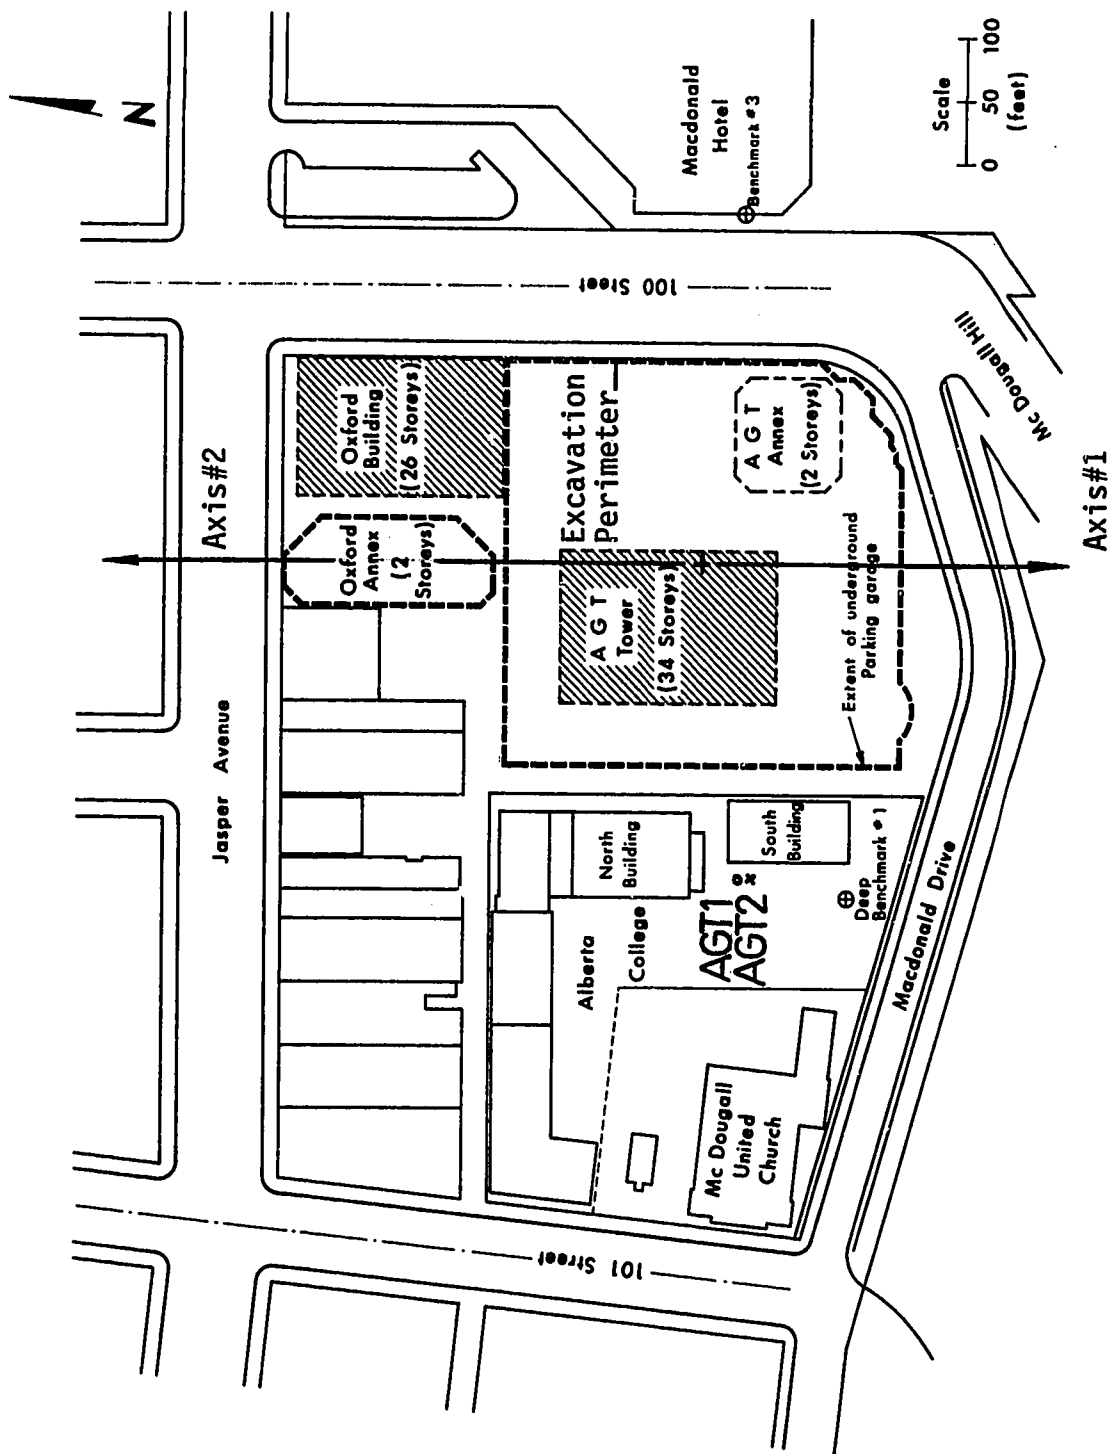 N
Jasper Avenue
Axis#2
Oxford
Building
(26 Storeys)
Oxford
Annex
(2
Storeys)
Excavation
Perimeter
A G T
Tower
(34 Storeys)
A G T
Annex
(2 Storeys)
Extent of underground
Parking garage
100 Street
Macdonald
Hotel
Benchmark #3
Scale
0 50 100
(feet)
Mc Dougall Hill
Axis#1
North
Building
South
Building
Alberta
College
AGT1 o
AGT2 x
Deep
Benchmark #1
Macdonald Drive
Mc Dougall
United
Church
101 Street